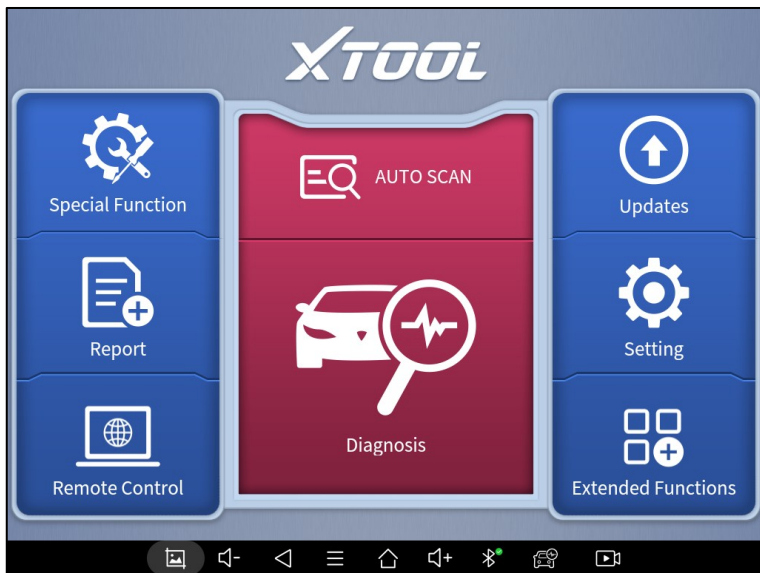 XTOOL
Special Function
AUTO SCAN
Updates
Report
Diagnosis
Setting
Remote Control
Extended Functions